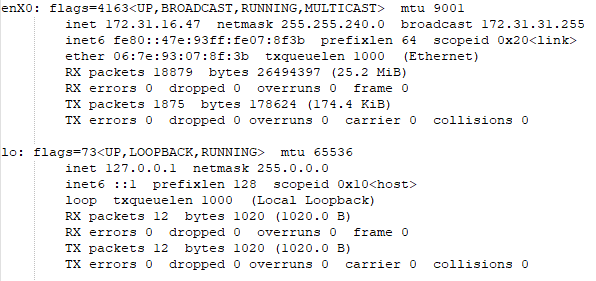 enX0: flags=4163<UP,BROADCAST,RUNNING,MULTICAST>  mtu 9001
        inet 172.31.16.47  netmask 255.255.240.0  broadcast 172.31.31.255
        inet6 fe80::47e:93ff:fe07:8f3b  prefixlen 64  scopeid 0x20<link>
        ether 06:7e:93:07:8f:3b  txqueuelen 1000  (Ethernet)
        RX packets 18879  bytes 26494397 (25.2 MiB)
        RX errors 0  dropped 0  overruns 0  frame 0
        TX packets 1875  bytes 178624 (174.4 KiB)
        TX errors 0  dropped 0 overruns 0  carrier 0  collisions 0

lo: flags=73<UP,LOOPBACK,RUNNING>  mtu 65536
        inet 127.0.0.1  netmask 255.0.0.0
        inet6 ::1  prefixlen 128  scopeid 0x10<host>
        loop  txqueuelen 1000  (Local Loopback)
        RX packets 12  bytes 1020 (1020.0 B)
        RX errors 0  dropped 0  overruns 0  frame 0
        TX packets 12  bytes 1020 (1020.0 B)
        TX errors 0  dropped 0 overruns 0  carrier 0  collisions 0